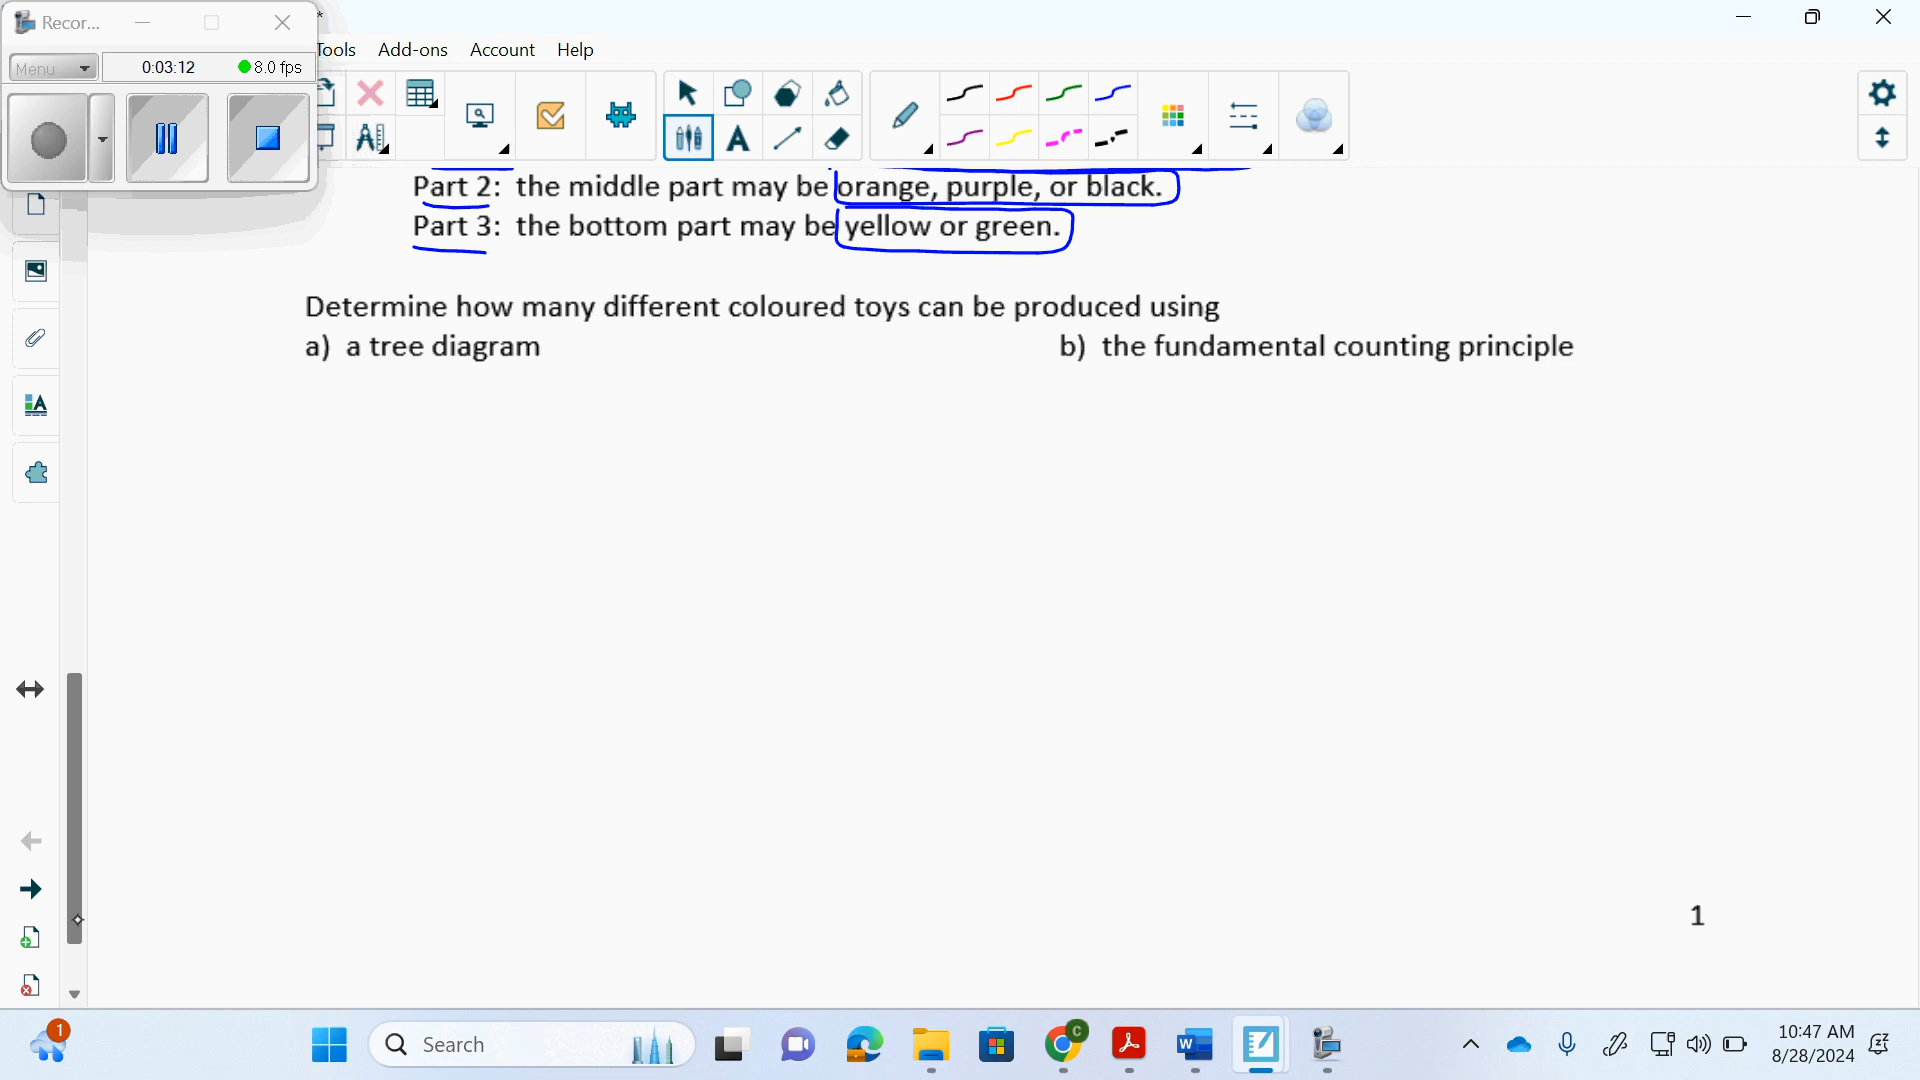 Recor...
Tools Add-ons Account Help
Menu 0:03:12 8.0 fps
Part 2: the middle part may be orange, purple, or black.
Part 3: the bottom part may be yellow or green.
Determine how many different coloured toys can be produced using
a) a tree diagram b) the fundamental counting principle
1
1
Search
C
10:47 AM
8/28/2024